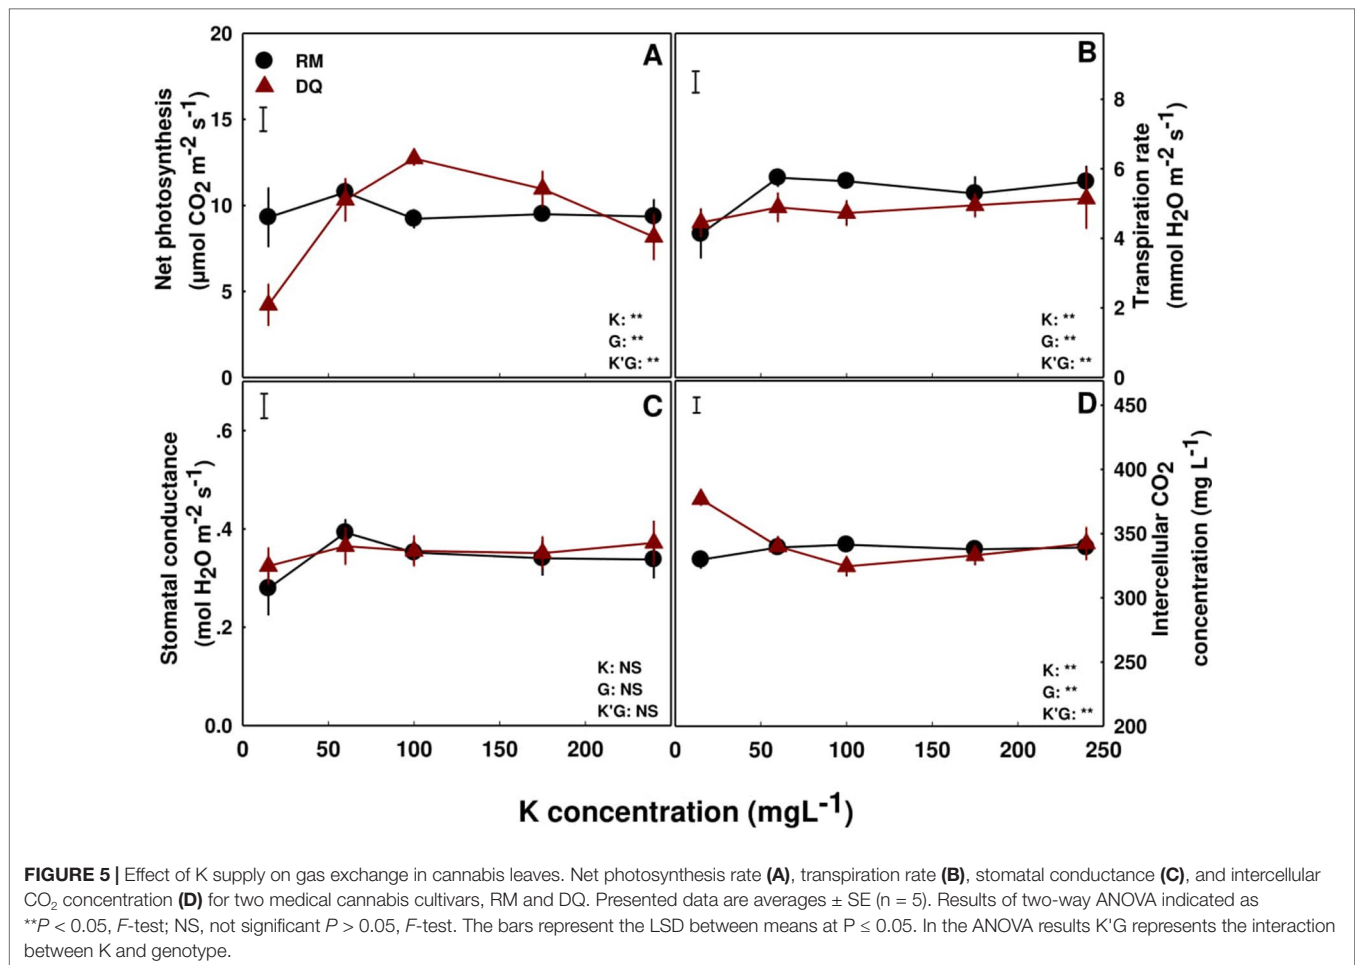 20
15
10
5
0
Net photosynthesis
(µmol CO2 m-2 s-1)
RM
DQ
A
K: **
G: **
K'G: **
B
K: **
G: **
K'G: **
8
6
4
2
0
Transpiration rate
(mmol H2O m-2 s-1)
.6
.4
.2
0.0
Stomatal conductance
(mol H2O m-2 s-1)
C
K: NS
G: NS
K'G: NS
0 50 100 150 200
D
K: **
G: **
K'G: **
0 50 100 150 200 250
450
400
350
300
250
200
Intercellular CO2
concentration (mg L-1)
K concentration (mgL-1)
FIGURE 5 | Effect of K supply on gas exchange in cannabis leaves. Net photosynthesis rate (A), transpiration rate (B), stomatal conductance (C), and intercellular
CO2 concentration (D) for two medical cannabis cultivars, RM and DQ. Presented data are averages ± SE (n = 5). Results of two-way ANOVA indicated as
**P < 0.05, F-test; NS, not significant P > 0.05, F-test. The bars represent the LSD between means at P ≤ 0.05. In the ANOVA results K'G represents the interaction
between K and genotype.